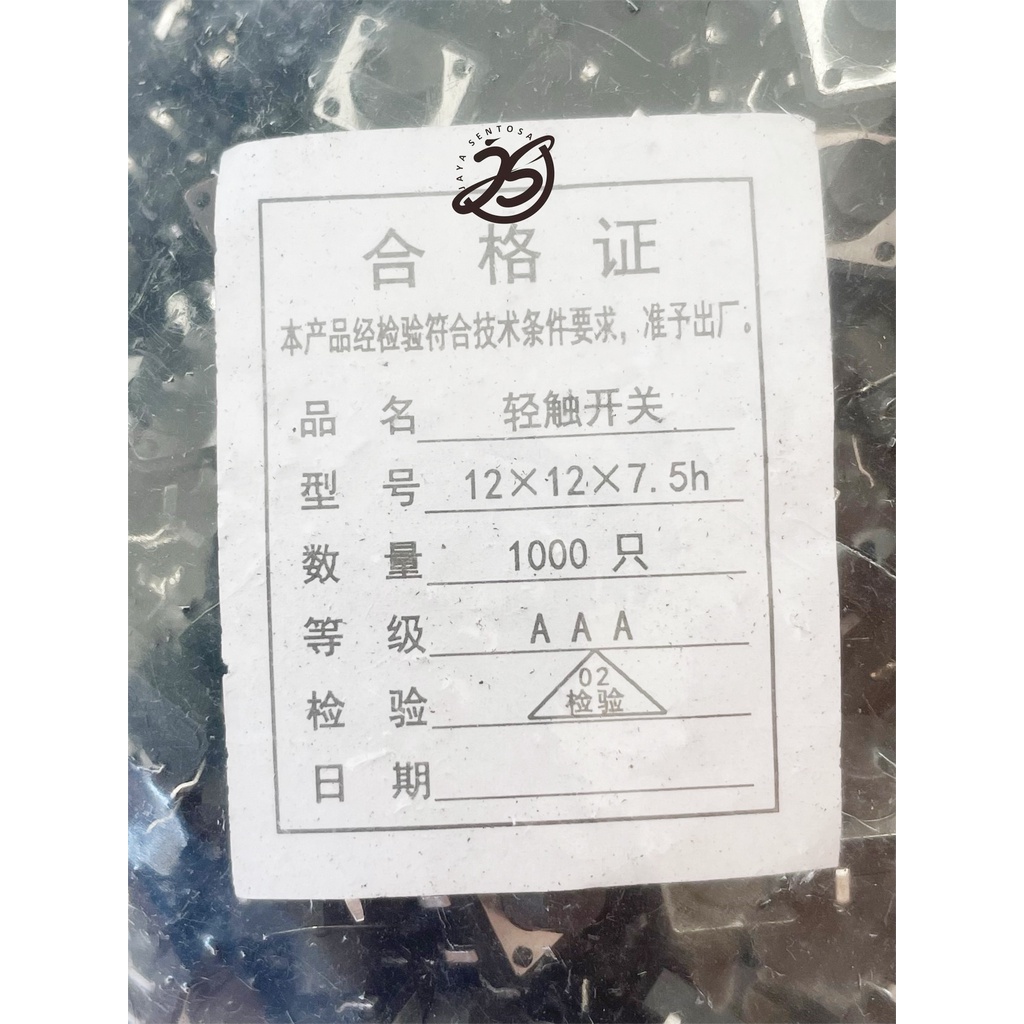 JAYA SENTOSA
JS
合格证
本产品经检验符合技术条件要求，准予出厂。
品名 轻触开关
型号 12×12×7.5h
数量 1000 只
等级 A A A
检验 02 检验
日期